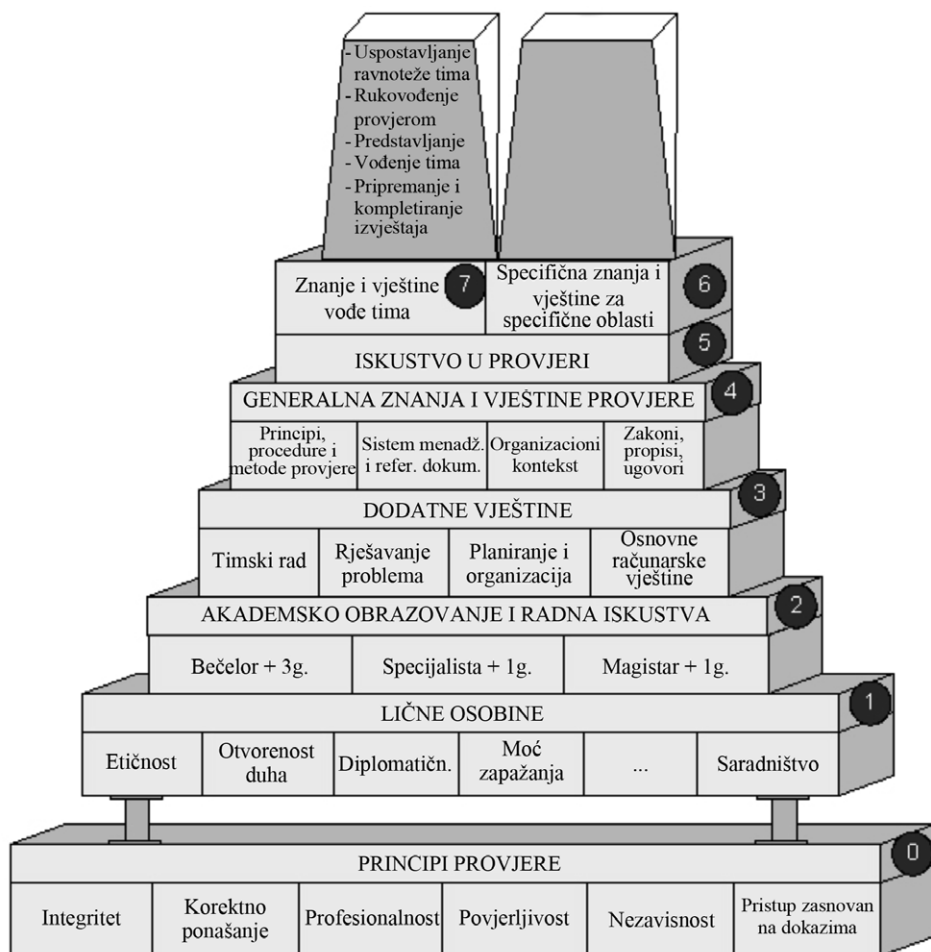 - Uspostavljanje
ravnoteže tima
- Rukovođenje
provjerom
- Predstavljanje
- Vođenje tima
- Pripremanje i
kompletiranje
izvještaja
Znanje i vještine
vođe tima
7
Specifična znanja i
vještine za
specifične oblasti
6
ISKUSTVO U PROVJERI
5
GENERALNA ZNANJA I VJEŠTINE PROVJERE
4
Principi,
procedure i
metode provjere
Sistem menadž.
i refer. dokum.
Organizacioni
kontekst
Zakoni,
propisi,
ugovori
DODATNE VJEŠTINE
3
Timski rad
Rješavanje
problema
Planiranje i
organizacija
Osnovne
računarske
vještine
AKADEMSKO OBRAZOVANJE I RADNA ISKUSTVA
2
Bečelor + 3g.
Specijalista + 1g.
Magistar + 1g.
LIČNE OSOBINE
1
Etičnost
Otvorenost
duha
Diplomatičn.
Moć
zapažanja
...
Saradništvo
PRINCIPI PROVJERE
0
Integritet
Korektno
ponašanje
Profesionalnost
Povjerljivost
Nezavisnost
Pristup zasnovan
na dokazima